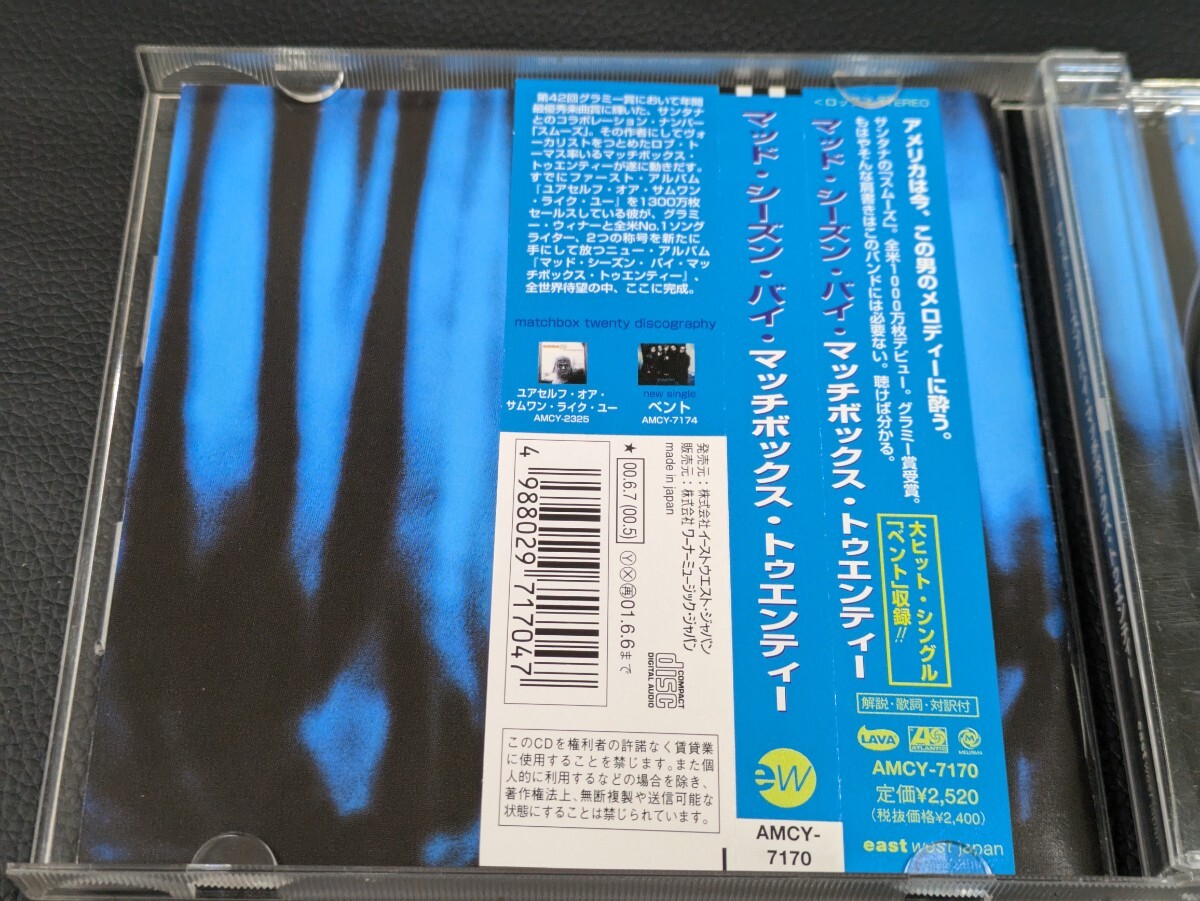 第42回グラミー賞において年間
最優秀楽曲賞に輝いた、サンタナ
とのコラボレーション・ナンバー
「スムーズ」。その作者にしてヴォ
ーカリストをつとめたロブ・ト
ーマス率いるマッチボックス・
トゥエンティーが遂に動きだす。
すでにファースト・アルバム
「ユアセルフ・オア・サムワン
・ライク・ユー」を1300万枚
セールスしている彼が、グラミ
ー・ウィナーと全米No.1ソング
ライター、2つの称号を新たに
手にして放つニュー・アルバム
「マッド・シーズン・バイ・マッ
チボックス・トゥエンティー」、
全世界待望の中、ここに完成。
matchbox twenty discography
ユアセルフ・オア・
サムワン・ライク・ユー
AMCY-2325
new single
ベント
AMCY-7174
発売元：株式会社イーストウエスト・ジャパン
販売元：株式会社ワーナーミュージック・ジャパン
made in japan
★ 00.6.7 (00.5) Ⓨ Ⓧ ㊞01.6.6まで
4 988029 717047
COMPACT
disc
DIGITAL AUDIO
このCDを権利者の許諾なく賃貸業
に使用することを禁じます。また個
人的に利用するなどの場合を除き、
著作権法上、無断複製や送信可能な
状態にすることは禁じられています。
マッド・シーズン・バイ・マッチボックス・トゥエンティー
ew
AMCY-
7170
アメリカは今、この男のメロディーに酔う。
サンタナの「スムーズ」。全米1000万枚デビュー。グラミー賞受賞。
もはやそんな肩書きはこのバンドには必要ない。聴けば分かる。
マッド・シーズン・バイ・マッチボックス・トゥエンティー
大ヒット・シングル
「ベント」収録!!
解説・歌詞・対訳付
LAVA
ATLANTIC
AMCY-7170
定価¥2,520
(税抜価格¥2,400)
east west japan